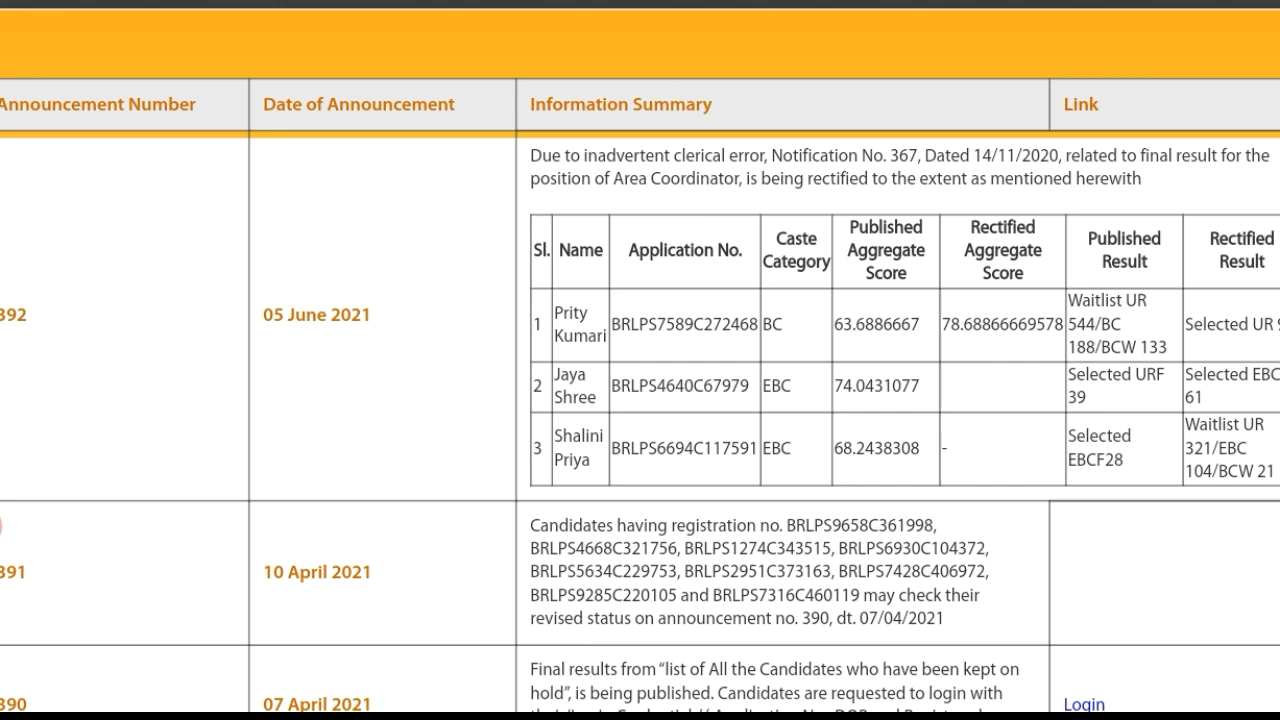 Announcement Number Date of Announcement Information Summary Link
Due to inadvertent clerical error, Notification No. 367, Dated 14/11/2020, related to final result for the
position of Area Coordinator, is being rectified to the extent as mentioned herewith
Sl. Name Application No. Caste Category Published Aggregate Score Rectified Aggregate Score Published Result Rectified Result
392 05 June 2021
1 Prity Kumari BRLPS7589C272468 BC 63.6886667 78.68866669578 Waitlist UR 544/BC 188/BCW 133 Selected UR
2 Jaya Shree BRLPS4640C67979 EBC 74.0431077 Selected URF 39 Selected EBC 61
3 Shalini Priya BRLPS6694C117591 EBC 68.2438308 - Selected EBCF28 Waitlist UR 321/EBC 104/BCW 21
391 10 April 2021
Candidates having registration no. BRLPS9658C361998,
BRLPS4668C321756, BRLPS1274C343515, BRLPS6930C104372,
BRLPS5634C229753, BRLPS2951C373163, BRLPS7428C406972,
BRLPS9285C220105 and BRLPS7316C460119 may check their
revised status on announcement no. 390, dt. 07/04/2021
390 07 April 2021
Final results from “list of All the Candidates who have been kept on
hold”, is being published. Candidates are requested to login with
Login